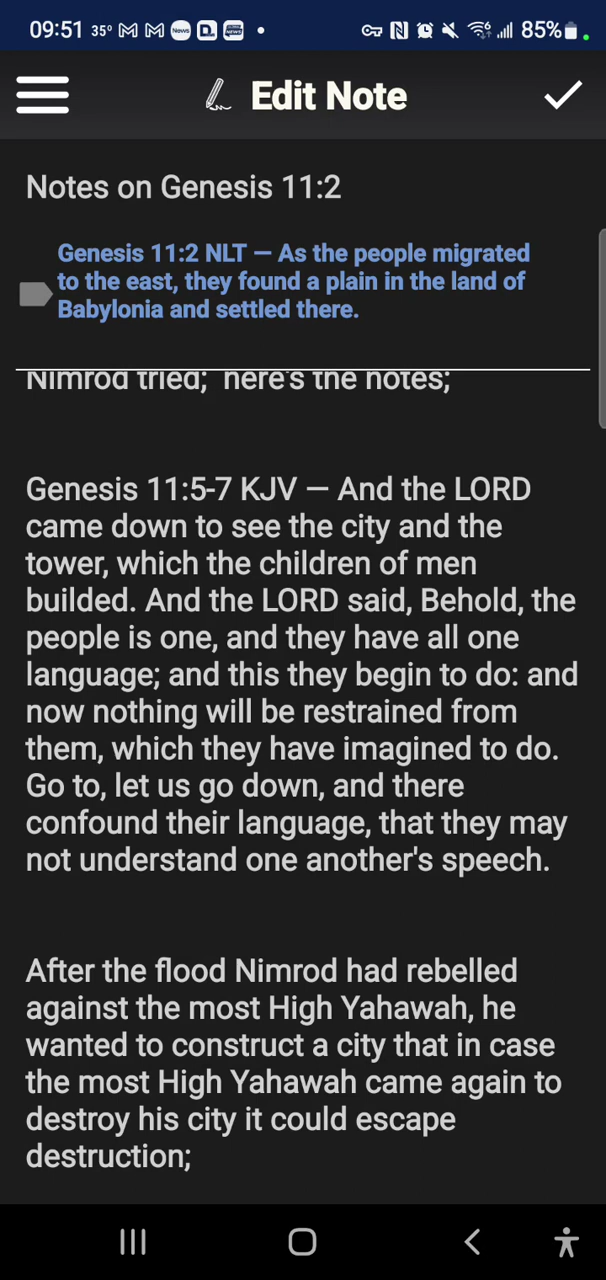 09:51 35° News D. NEWS 6 85%
Edit Note
Notes on Genesis 11:2
Genesis 11:2 NLT — As the people migrated
to the east, they found a plain in the land of
Babylonia and settled there.
Nimrod tried;  here's the notes;
Genesis 11:5-7 KJV — And the LORD
came down to see the city and the
tower, which the children of men
builded. And the LORD said, Behold, the
people is one, and they have all one
language; and this they begin to do: and
now nothing will be restrained from
them, which they have imagined to do.
Go to, let us go down, and there
confound their language, that they may
not understand one another's speech.
After the flood Nimrod had rebelled
against the most High Yahawah, he
wanted to construct a city that in case
the most High Yahawah came again to
destroy his city it could escape
destruction;